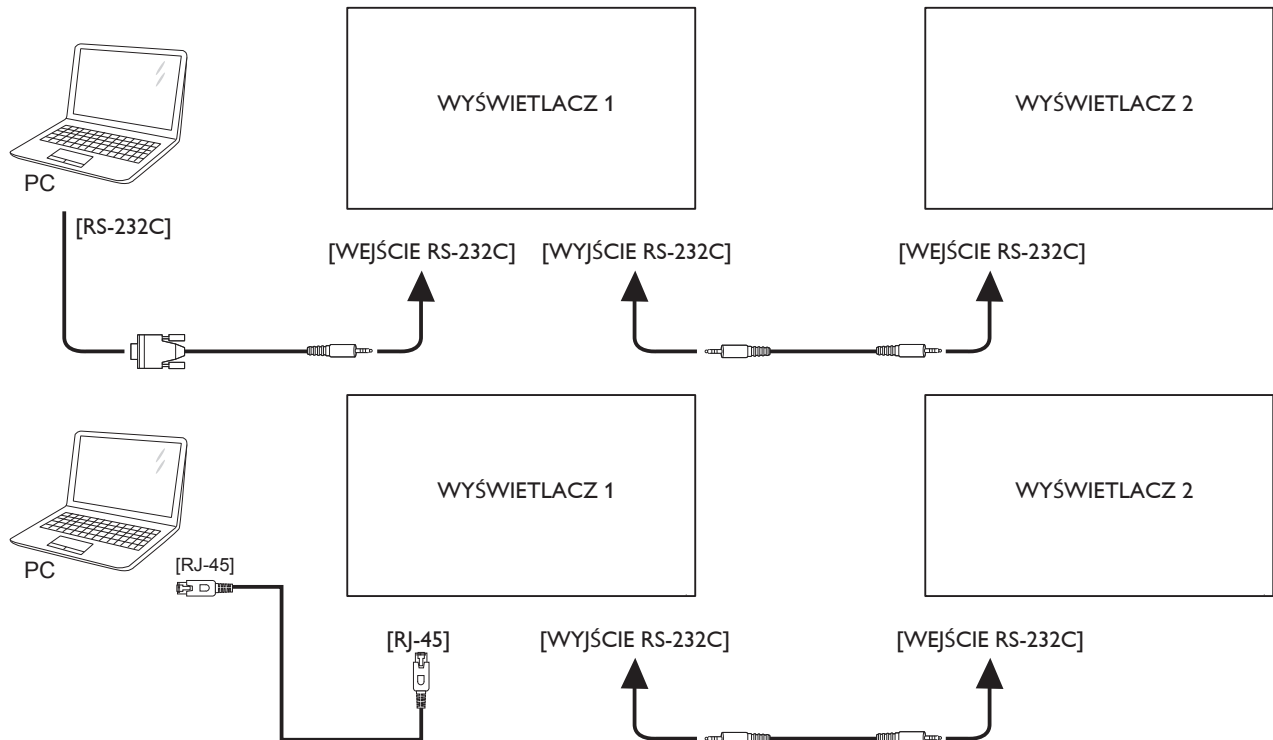 WYŚWIETLACZ 1
WYŚWIETLACZ 2
PC
[RS-232C]
[WEJŚCIE RS-232C]
[WYJŚCIE RS-232C]
[WEJŚCIE RS-232C]
WYŚWIETLACZ 1
WYŚWIETLACZ 2
PC
[RJ-45]
[RJ-45]
[WYJŚCIE RS-232C]
[WEJŚCIE RS-232C]